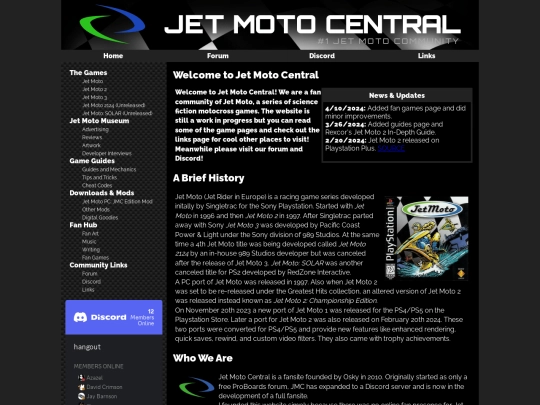 JET MOTO CENTRAL
#1 JET MOTO COMMUNITY
Home
Forum
Discord
Links
The Games
Jet Moto
Jet Moto 2
Jet Moto 3
Jet Moto 2124 (Unreleased)
Jet Moto: SOLAR (Unreleased)
Jet Moto Museum
Advertising
Reviews
Artwork
Developer Interviews
Game Guides
Guides and Mechanics
Tips and Tricks
Cheat Codes
Downloads & Mods
Jet Moto PC: JMC Edition Mod
Other Mods
Digital Goodies
Fan Hub
Fan Art
Music
Writing
Fan Games
Community Links
Forum
Discord
Links
Discord
12
Members
Online
hangout
MEMBERS ONLINE
Acazel
David Crimson
Jay Barnson
Welcome to Jet Moto Central
Welcome to Jet Moto Central! We are a fan
community of Jet Moto, a series of science
fiction motocross games. The website is
still a work in progress but you can read
some of the game pages and check out the
links page for cool other places to visit!
Meanwhile please visit our forum and
Discord!
News & Updates
4/10/2024: Added fan games page and did
minor improvements.
3/26/2024: Added guides page and
Rexcor's Jet Moto 2 In-Depth Guide.
2/20/2024: Jet Moto 2 released on
Playstation Plus.
A Brief History
Jet Moto (Jet Rider in Europe) is a racing game series developed
initally by Singletrac for the Sony Playstation. Started with Jet
Moto in 1996 and then Jet Moto 2 in 1997. After Singletrac parted
away with Sony Jet Moto 3 was developed by Pacific Coast
Power & Light under the Sony division of 989 Studios. At the same
time a 4th Jet Moto title was being developed called Jet Moto
2124 by an in-house 989 Studios developer but was canceled
after the release of Jet Moto 3. Jet Moto: SOLAR was another
canceled title for PS2 developed by RedZone Interactive.
A PC port of Jet Moto was released in 1997. Also when Jet Moto 2
was set to be re-released under the Greatest Hits collection, an altered version of Jet Moto 2
was released instead known as Jet Moto 2: Championship Edition.
On November 20th 2023 a new port of Jet Moto 1 was released for the PS4/PS5 on the
Playstation Store. Later a port for Jet Moto 2 was also released on February 20th 2024. These
two ports were converted for PS4/PS5 and provide new features like enhanced rendering,
quick saves, rewind, and custom video filters. They also came with trophy achievements.
PlayStation
Jet Moto
Who We Are
Jet Moto Central is a fansite founded by Osky in 2010. Originally started as only a
free ProBoards forum, JMC has expanded to a Discord server and is now in the
development of a full fansite.
I founded this website simply because there was no online fan presence for Jet